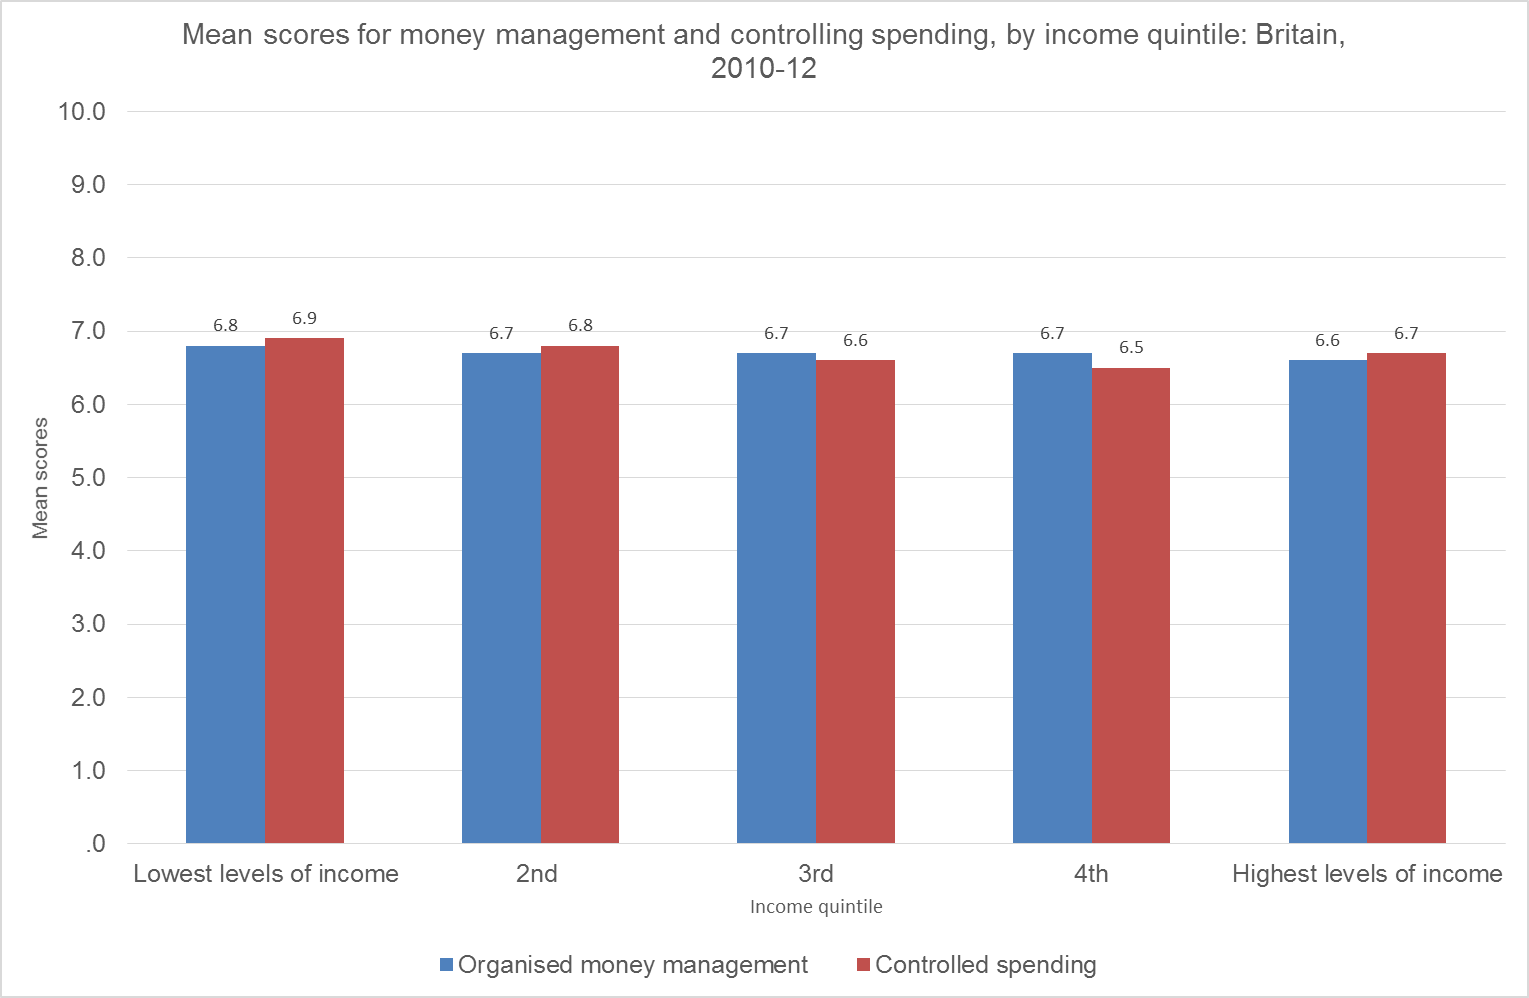 Mean scores for money management and controlling spending, by income quintile: Britain,
2010-12
10.0
9.0
8.0
7.0
6.0
5.0
4.0
3.0
2.0
1.0
.0
Mean scores
6.8
6.9
6.7
6.8
6.7
6.6
6.7
6.5
6.6
6.7
Lowest levels of income
2nd
3rd
4th
Highest levels of income
Income quintile
Organised money management
Controlled spending